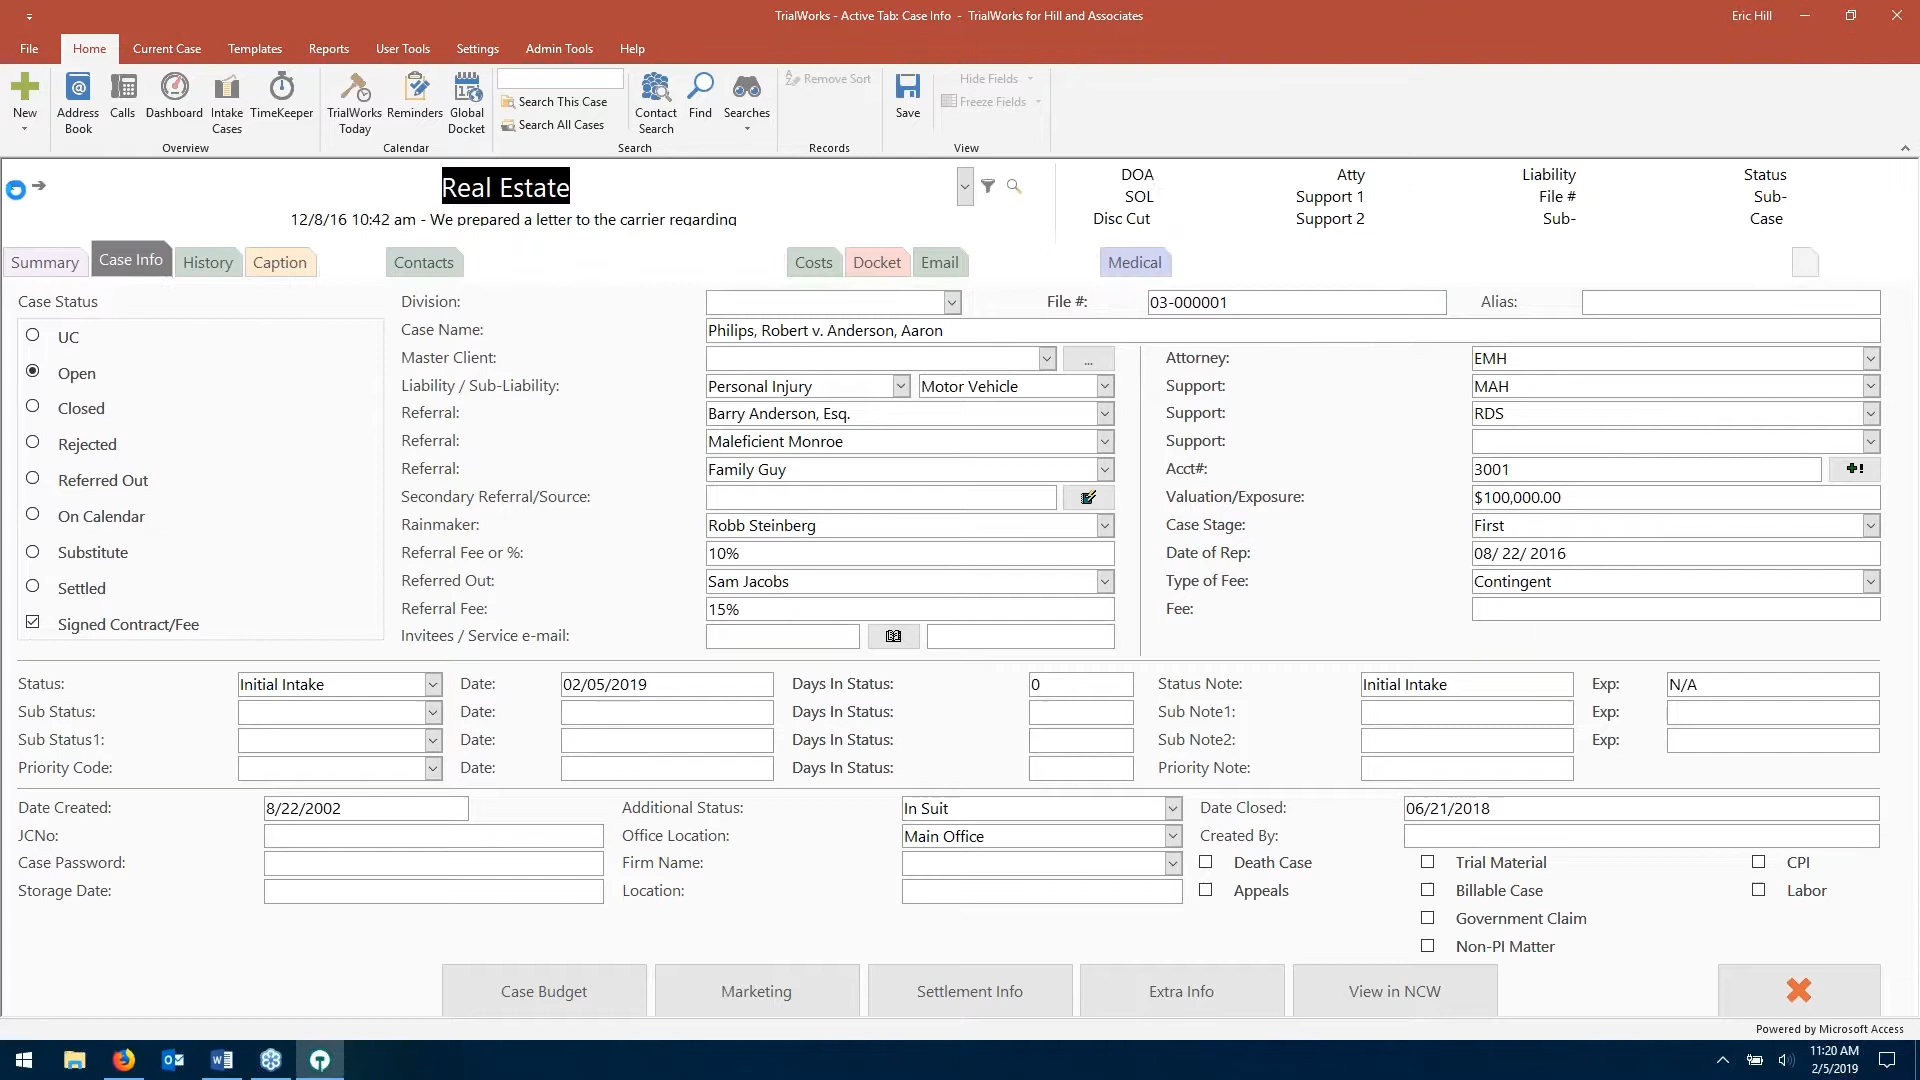 TrialWorks - Active Tab: Case Info - TrialWorks for Hill and Associates
Eric Hill
File Home Current Case Templates Reports User Tools Settings Admin Tools Help
New
Address Book
Calls
Dashboard
Intake Cases
TimeKeeper
Overview
TrialWorks Today
Reminders
Global Docket
Calendar
Search This Case
Search All Cases
Contact Search
Find
Searches
Search
Remove Sort
Records
Save
Hide Fields
Freeze Fields
View
Real Estate
12/8/16 10:42 am - We prepared a letter to the carrier regarding
DOA Atty Liability Status
SOL Support 1 File # Sub-
Disc Cut Support 2 Sub- Case
Summary Case Info History Caption Contacts Costs Docket Email Medical
Case Status
UC
Open
Closed
Rejected
Referred Out
On Calendar
Substitute
Settled
Signed Contract/Fee
Division: File #: 03-000001 Alias:
Case Name: Philips, Robert v. Anderson, Aaron
Master Client: ...
Liability / Sub-Liability: Personal Injury Motor Vehicle
Referral: Barry Anderson, Esq.
Referral: Maleficient Monroe
Referral: Family Guy
Secondary Referral/Source:
Rainmaker: Robb Steinberg
Referral Fee or %: 10%
Referred Out: Sam Jacobs
Referral Fee: 15%
Invitees / Service e-mail:
Attorney: EMH
Support: MAH
Support: RDS
Support:
Acct#: 3001
Valuation/Exposure: $100,000.00
Case Stage: First
Date of Rep: 08/ 22/ 2016
Type of Fee: Contingent
Fee:
Status: Initial Intake Date: 02/05/2019 Days In Status: 0 Status Note: Initial Intake Exp: N/A
Sub Status: Date: Days In Status: Sub Note1: Exp:
Sub Status1: Date: Days In Status: Sub Note2: Exp:
Priority Code: Date: Days In Status: Priority Note:
Date Created: 8/22/2002 Additional Status: In Suit Date Closed: 06/21/2018
JCNo: Office Location: Main Office Created By:
Case Password: Firm Name: Death Case Trial Material CPI
Storage Date: Location: Appeals Billable Case Labor
Government Claim
Non-PI Matter
Case Budget Marketing Settlement Info Extra Info View in NCW
Powered by Microsoft Access
11:20 AM
2/5/2019